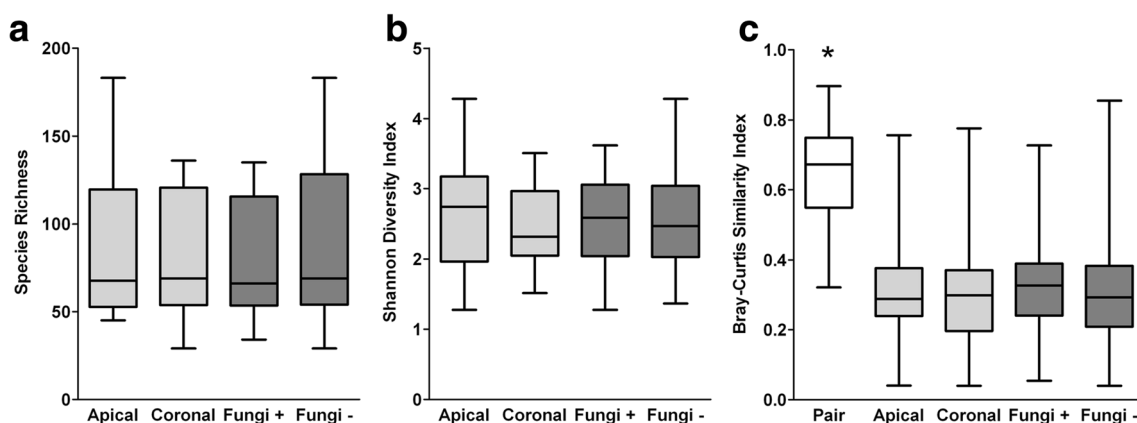 a
Species Richness
200
150
100
50
0
Apical Coronal Fungi + Fungi -
b
Shannon Diversity Index
5
4
3
2
1
0
Apical Coronal Fungi + Fungi -
c
Bray-Curtis Similarity Index
1.0
0.8
0.6
0.4
0.2
0.0
*
Pair Apical Coronal Fungi + Fungi -